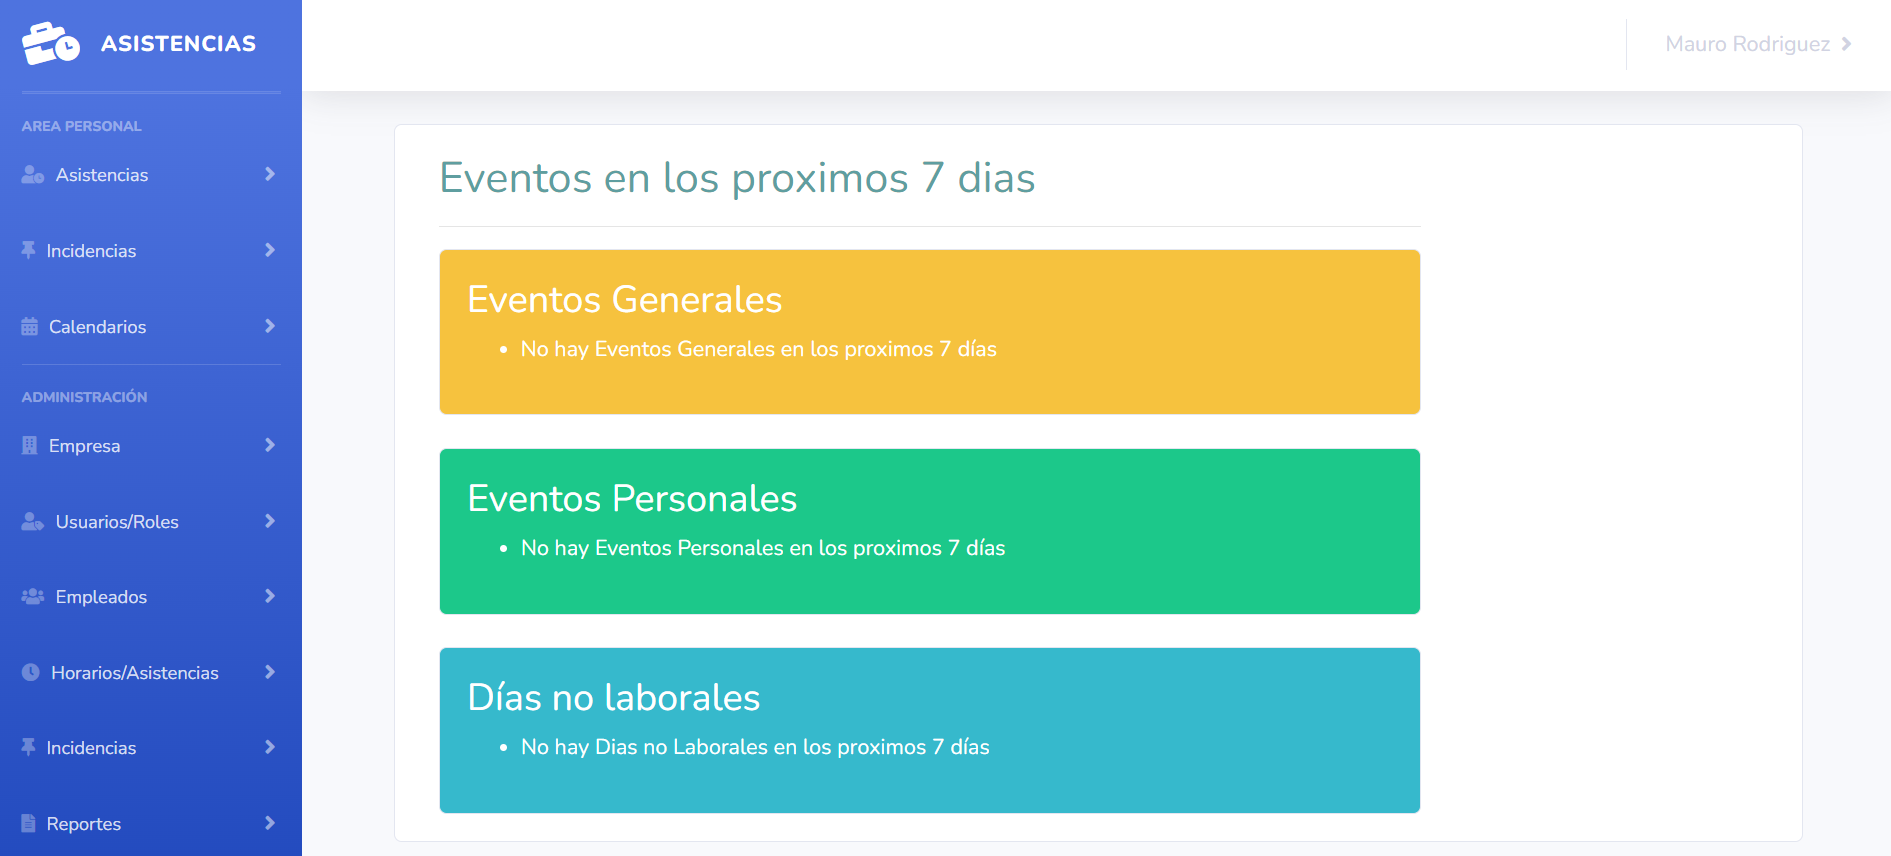 ASISTENCIAS
Mauro Rodriguez
AREA PERSONAL
Asistencias
Incidencias
Calendarios
ADMINISTRACIÓN
Empresa
Usuarios/Roles
Empleados
Horarios/Asistencias
Incidencias
Reportes
Eventos en los proximos 7 dias
Eventos Generales
• No hay Eventos Generales en los proximos 7 días
Eventos Personales
• No hay Eventos Personales en los proximos 7 días
Días no laborales
• No hay Dias no Laborales en los proximos 7 días